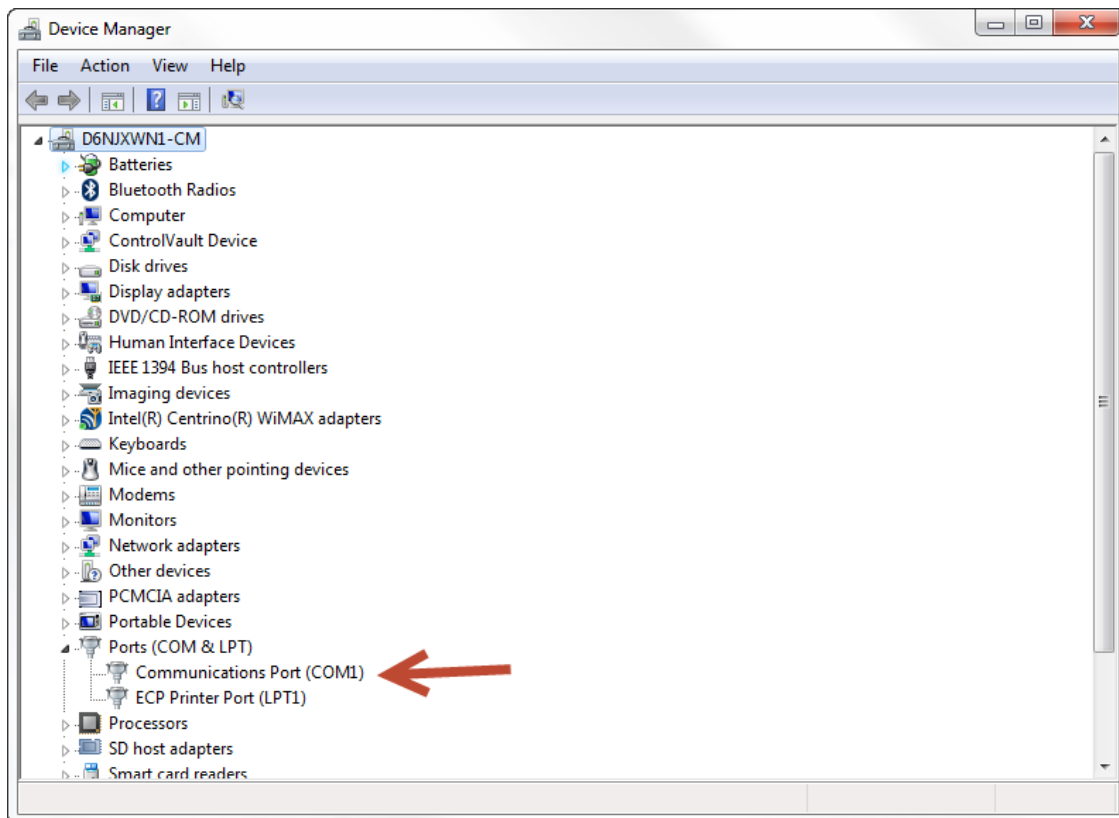 Device Manager
File Action View Help
D6NJXWN1-CM
Batteries
Bluetooth Radios
Computer
ControlVault Device
Disk drives
Display adapters
DVD/CD-ROM drives
Human Interface Devices
IEEE 1394 Bus host controllers
Imaging devices
Intel(R) Centrino(R) WiMAX adapters
Keyboards
Mice and other pointing devices
Modems
Monitors
Network adapters
Other devices
PCMCIA adapters
Portable Devices
Ports (COM & LPT)
Communications Port (COM1)
ECP Printer Port (LPT1)
Processors
SD host adapters
Smart card readers